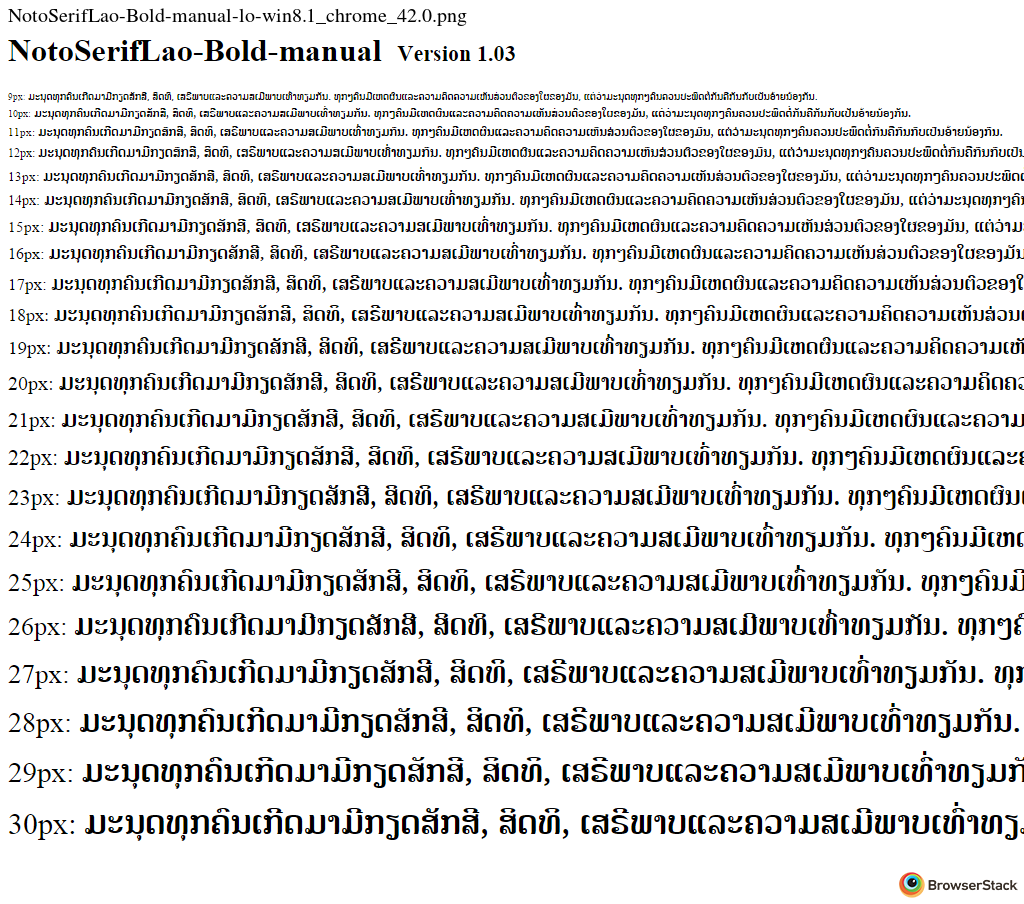 NotoSerifLao-Bold-manual-lo-win8.1_chrome_42.0.png
NotoSerifLao-Bold-manual Version 1.03
9px: ມະນຸດທຸກຄົນເກີດມາມີກຽດສັກສີ, ສິດທິ, ເສຣີພາບແລະຄວາມສເມີພາບເທົ່າທຽມກັນ. ທຸກໆຄົນມີເຫດຜົນແລະຄວາມຄິດຄວາມເຫັນສ່ວນຕົວຂອງໃຜຂອງມັນ, ແຕ່ວ່າມະນຸດທຸກໆຄົນຄວນປະພຶດຕໍ່ກັນຄືກັນກັບເປັນອ້າຍນ້ອງກັນ.
10px: ມະນຸດທຸກຄົນເກີດມາມີກຽດສັກສີ, ສິດທິ, ເສຣີພາບແລະຄວາມສເມີພາບເທົ່າທຽມກັນ. ທຸກໆຄົນມີເຫດຜົນແລະຄວາມຄິດຄວາມເຫັນສ່ວນຕົວຂອງໃຜຂອງມັນ, ແຕ່ວ່າມະນຸດທຸກໆຄົນຄວນປະພຶດຕໍ່ກັນຄືກັນກັບເປັນອ້າຍນ້ອງກັນ.
11px: ມະນຸດທຸກຄົນເກີດມາມີກຽດສັກສີ, ສິດທິ, ເສຣີພາບແລະຄວາມສເມີພາບເທົ່າທຽມກັນ. ທຸກໆຄົນມີເຫດຜົນແລະຄວາມຄິດຄວາມເຫັນສ່ວນຕົວຂອງໃຜຂອງມັນ, ແຕ່ວ່າມະນຸດທຸກໆຄົນຄວນປະພຶດຕໍ່ກັນຄືກັນກັບເປັນອ້າຍນ້ອງກັນ.
12px: ມະນຸດທຸກຄົນເກີດມາມີກຽດສັກສີ, ສິດທິ, ເສຣີພາບແລະຄວາມສເມີພາບເທົ່າທຽມກັນ. ທຸກໆຄົນມີເຫດຜົນແລະຄວາມຄິດຄວາມເຫັນສ່ວນຕົວຂອງໃຜຂອງມັນ, ແຕ່ວ່າມະນຸດທຸກໆຄົນຄວນປະພຶດຕໍ່ກັນຄືກັນກັບເປັນ
13px: ມະນຸດທຸກຄົນເກີດມາມີກຽດສັກສີ, ສິດທິ, ເສຣີພາບແລະຄວາມສເມີພາບເທົ່າທຽມກັນ. ທຸກໆຄົນມີເຫດຜົນແລະຄວາມຄິດຄວາມເຫັນສ່ວນຕົວຂອງໃຜຂອງມັນ, ແຕ່ວ່າມະນຸດທຸກໆຄົນຄວນປະພຶດ
14px: ມະນຸດທຸກຄົນເກີດມາມີກຽດສັກສີ, ສິດທິ, ເສຣີພາບແລະຄວາມສເມີພາບເທົ່າທຽມກັນ. ທຸກໆຄົນມີເຫດຜົນແລະຄວາມຄິດຄວາມເຫັນສ່ວນຕົວຂອງໃຜຂອງມັນ, ແຕ່ວ່າມະນຸດທຸກໆຄົນ
15px: ມະນຸດທຸກຄົນເກີດມາມີກຽດສັກສີ, ສິດທິ, ເສຣີພາບແລະຄວາມສເມີພາບເທົ່າທຽມກັນ. ທຸກໆຄົນມີເຫດຜົນແລະຄວາມຄິດຄວາມເຫັນສ່ວນຕົວຂອງໃຜຂອງມັນ, ແຕ່ວ່າມ
16px: ມະນຸດທຸກຄົນເກີດມາມີກຽດສັກສີ, ສິດທິ, ເສຣີພາບແລະຄວາມສເມີພາບເທົ່າທຽມກັນ. ທຸກໆຄົນມີເຫດຜົນແລະຄວາມຄິດຄວາມເຫັນສ່ວນຕົວຂອງໃຜຂອງມັນ
17px: ມະນຸດທຸກຄົນເກີດມາມີກຽດສັກສີ, ສິດທິ, ເສຣີພາບແລະຄວາມສເມີພາບເທົ່າທຽມກັນ. ທຸກໆຄົນມີເຫດຜົນແລະຄວາມຄິດຄວາມເຫັນສ່ວນຕົວຂອງໃ
18px: ມະນຸດທຸກຄົນເກີດມາມີກຽດສັກສີ, ສິດທິ, ເສຣີພາບແລະຄວາມສເມີພາບເທົ່າທຽມກັນ. ທຸກໆຄົນມີເຫດຜົນແລະຄວາມຄິດຄວາມເຫັນສ່ວນ
19px: ມະນຸດທຸກຄົນເກີດມາມີກຽດສັກສີ, ສິດທິ, ເສຣີພາບແລະຄວາມສເມີພາບເທົ່າທຽມກັນ. ທຸກໆຄົນມີເຫດຜົນແລະຄວາມຄິດຄວາມເຫັ
20px: ມະນຸດທຸກຄົນເກີດມາມີກຽດສັກສີ, ສິດທິ, ເສຣີພາບແລະຄວາມສເມີພາບເທົ່າທຽມກັນ. ທຸກໆຄົນມີເຫດຜົນແລະຄວາມຄິດຄວ
21px: ມະນຸດທຸກຄົນເກີດມາມີກຽດສັກສີ, ສິດທິ, ເສຣີພາບແລະຄວາມສເມີພາບເທົ່າທຽມກັນ. ທຸກໆຄົນມີເຫດຜົນແລະຄວາມ
22px: ມະນຸດທຸກຄົນເກີດມາມີກຽດສັກສີ, ສິດທິ, ເສຣີພາບແລະຄວາມສເມີພາບເທົ່າທຽມກັນ. ທຸກໆຄົນມີເຫດຜົນແລະຄ
23px: ມະນຸດທຸກຄົນເກີດມາມີກຽດສັກສີ, ສິດທິ, ເສຣີພາບແລະຄວາມສເມີພາບເທົ່າທຽມກັນ. ທຸກໆຄົນມີເຫດຜົນ
24px: ມະນຸດທຸກຄົນເກີດມາມີກຽດສັກສີ, ສິດທິ, ເສຣີພາບແລະຄວາມສເມີພາບເທົ່າທຽມກັນ. ທຸກໆຄົນມີເຫດ
25px: ມະນຸດທຸກຄົນເກີດມາມີກຽດສັກສີ, ສິດທິ, ເສຣີພາບແລະຄວາມສເມີພາບເທົ່າທຽມກັນ. ທຸກໆຄົນມີ
26px: ມະນຸດທຸກຄົນເກີດມາມີກຽດສັກສີ, ສິດທິ, ເສຣີພາບແລະຄວາມສເມີພາບເທົ່າທຽມກັນ. ທຸກໆຄົ
27px: ມະນຸດທຸກຄົນເກີດມາມີກຽດສັກສີ, ສິດທິ, ເສຣີພາບແລະຄວາມສເມີພາບເທົ່າທຽມກັນ. ທຸກ
28px: ມະນຸດທຸກຄົນເກີດມາມີກຽດສັກສີ, ສິດທິ, ເສຣີພາບແລະຄວາມສເມີພາບເທົ່າທຽມກັນ.
29px: ມະນຸດທຸກຄົນເກີດມາມີກຽດສັກສີ, ສິດທິ, ເສຣີພາບແລະຄວາມສເມີພາບເທົ່າທຽມກັ
30px: ມະນຸດທຸກຄົນເກີດມາມີກຽດສັກສີ, ສິດທິ, ເສຣີພາບແລະຄວາມສເມີພາບເທົ່າທຽ
BrowserStack